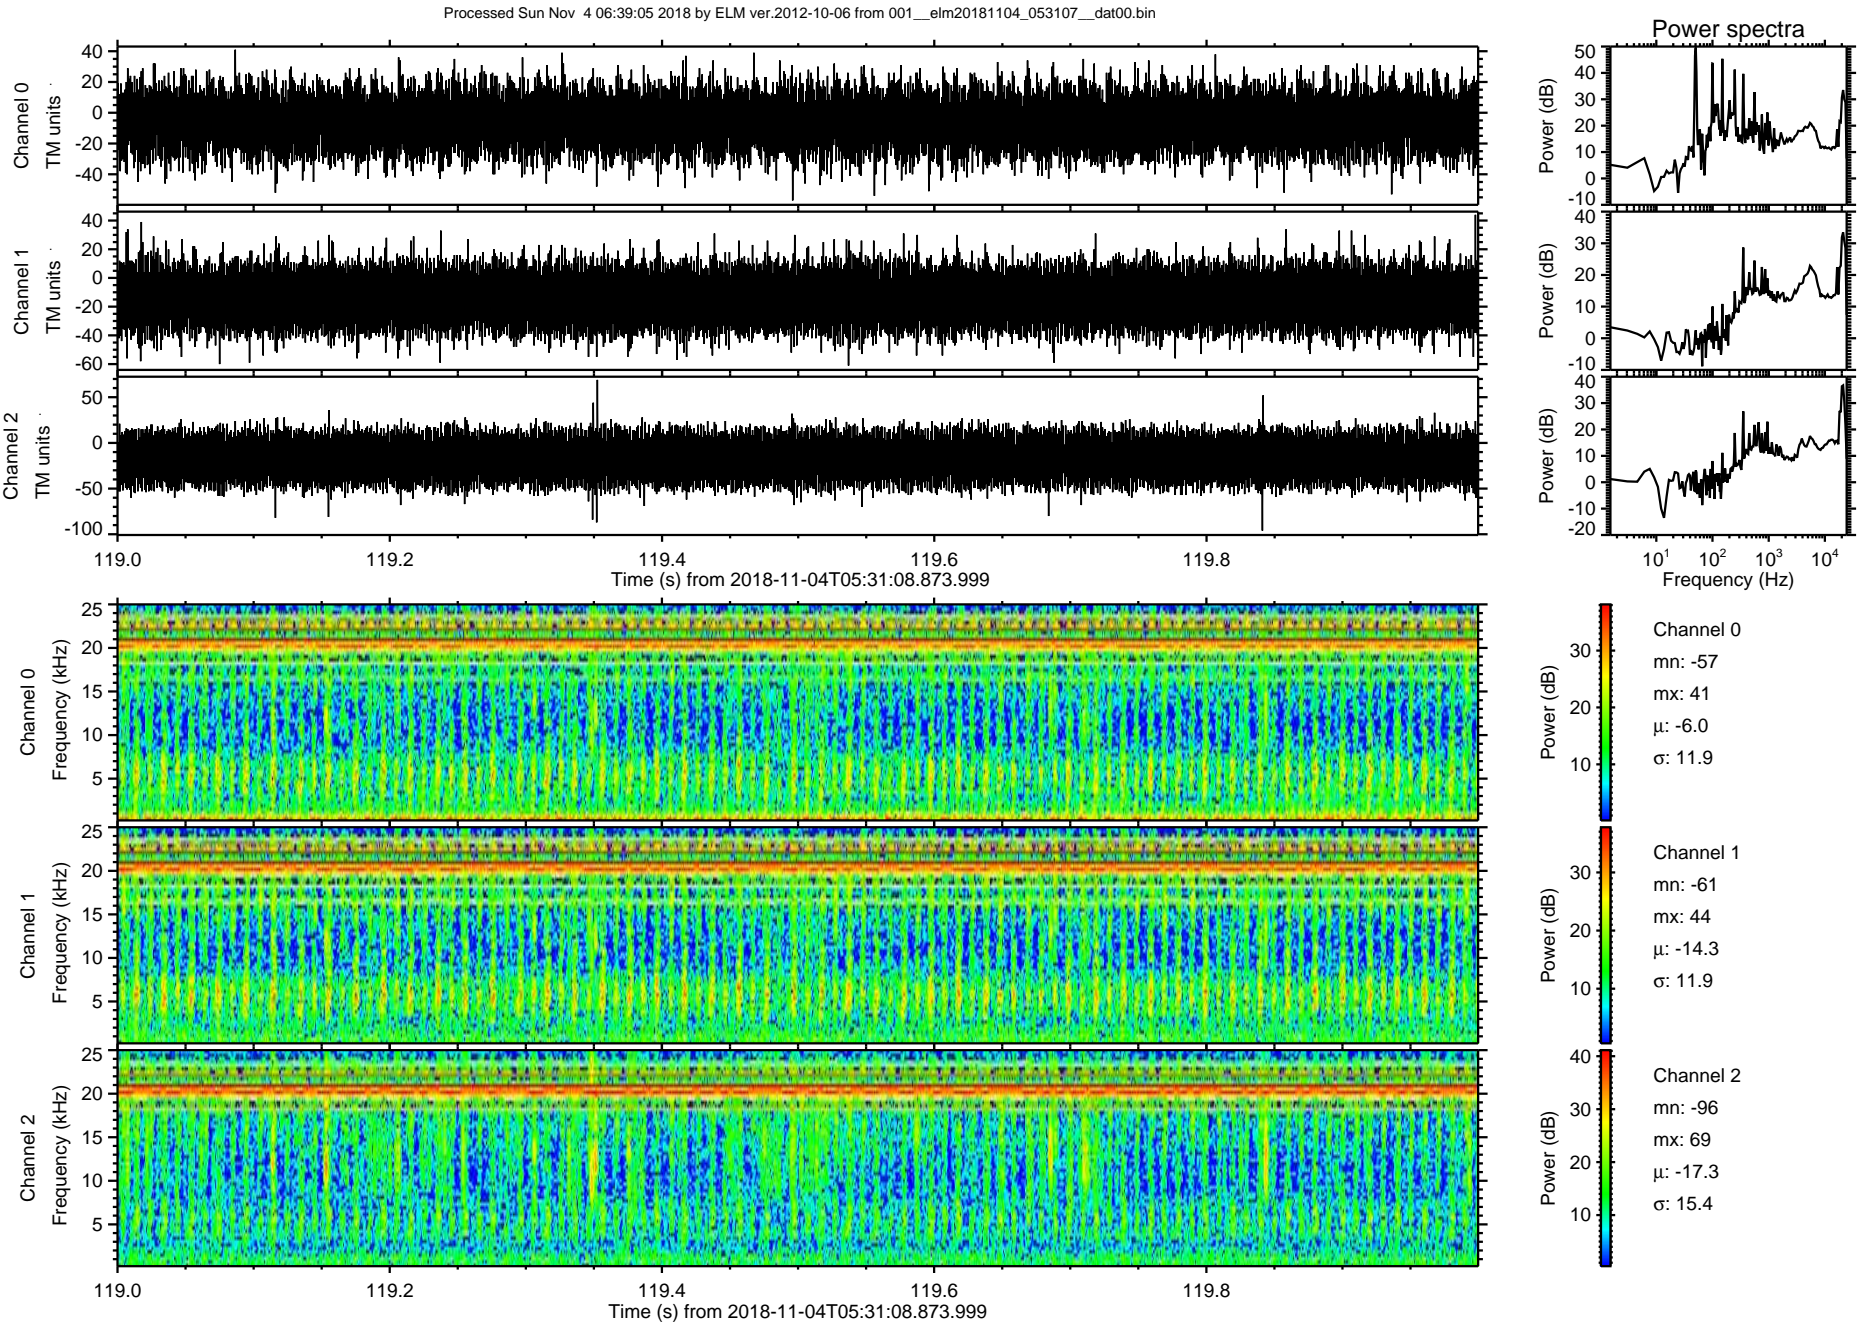 Processed Sun Nov  4 06:39:05 2018 by ELM ver.2012-10-06 from 001__elm20181104_053107__dat00.bin
Power spectra
Channel 0
TM units
40
20
0
-20
-40
Power (dB)
50
40
30
20
10
0
-10
Channel 1
TM units
40
20
0
-20
-40
-60
Power (dB)
40
30
20
10
0
-10
Channel 2
TM units
50
0
-50
-100
Power (dB)
40
30
20
10
0
-10
-20
119.0 119.2 119.4 119.6 119.8
Time (s) from 2018-11-04T05:31:08.873.999
10¹ 10² 10³ 10⁴
Frequency (Hz)
Channel 0
Frequency (kHz)
25
20
15
10
5
Power (dB)
30
20
10
Channel 0
mn: -57
mx: 41
μ: -6.0
σ: 11.9
Channel 1
Frequency (kHz)
25
20
15
10
5
Power (dB)
30
20
10
Channel 1
mn: -61
mx: 44
μ: -14.3
σ: 11.9
Channel 2
Frequency (kHz)
25
20
15
10
5
Power (dB)
40
30
20
10
Channel 2
mn: -96
mx: 69
μ: -17.3
σ: 15.4
119.0 119.2 119.4 119.6 119.8
Time (s) from 2018-11-04T05:31:08.873.999